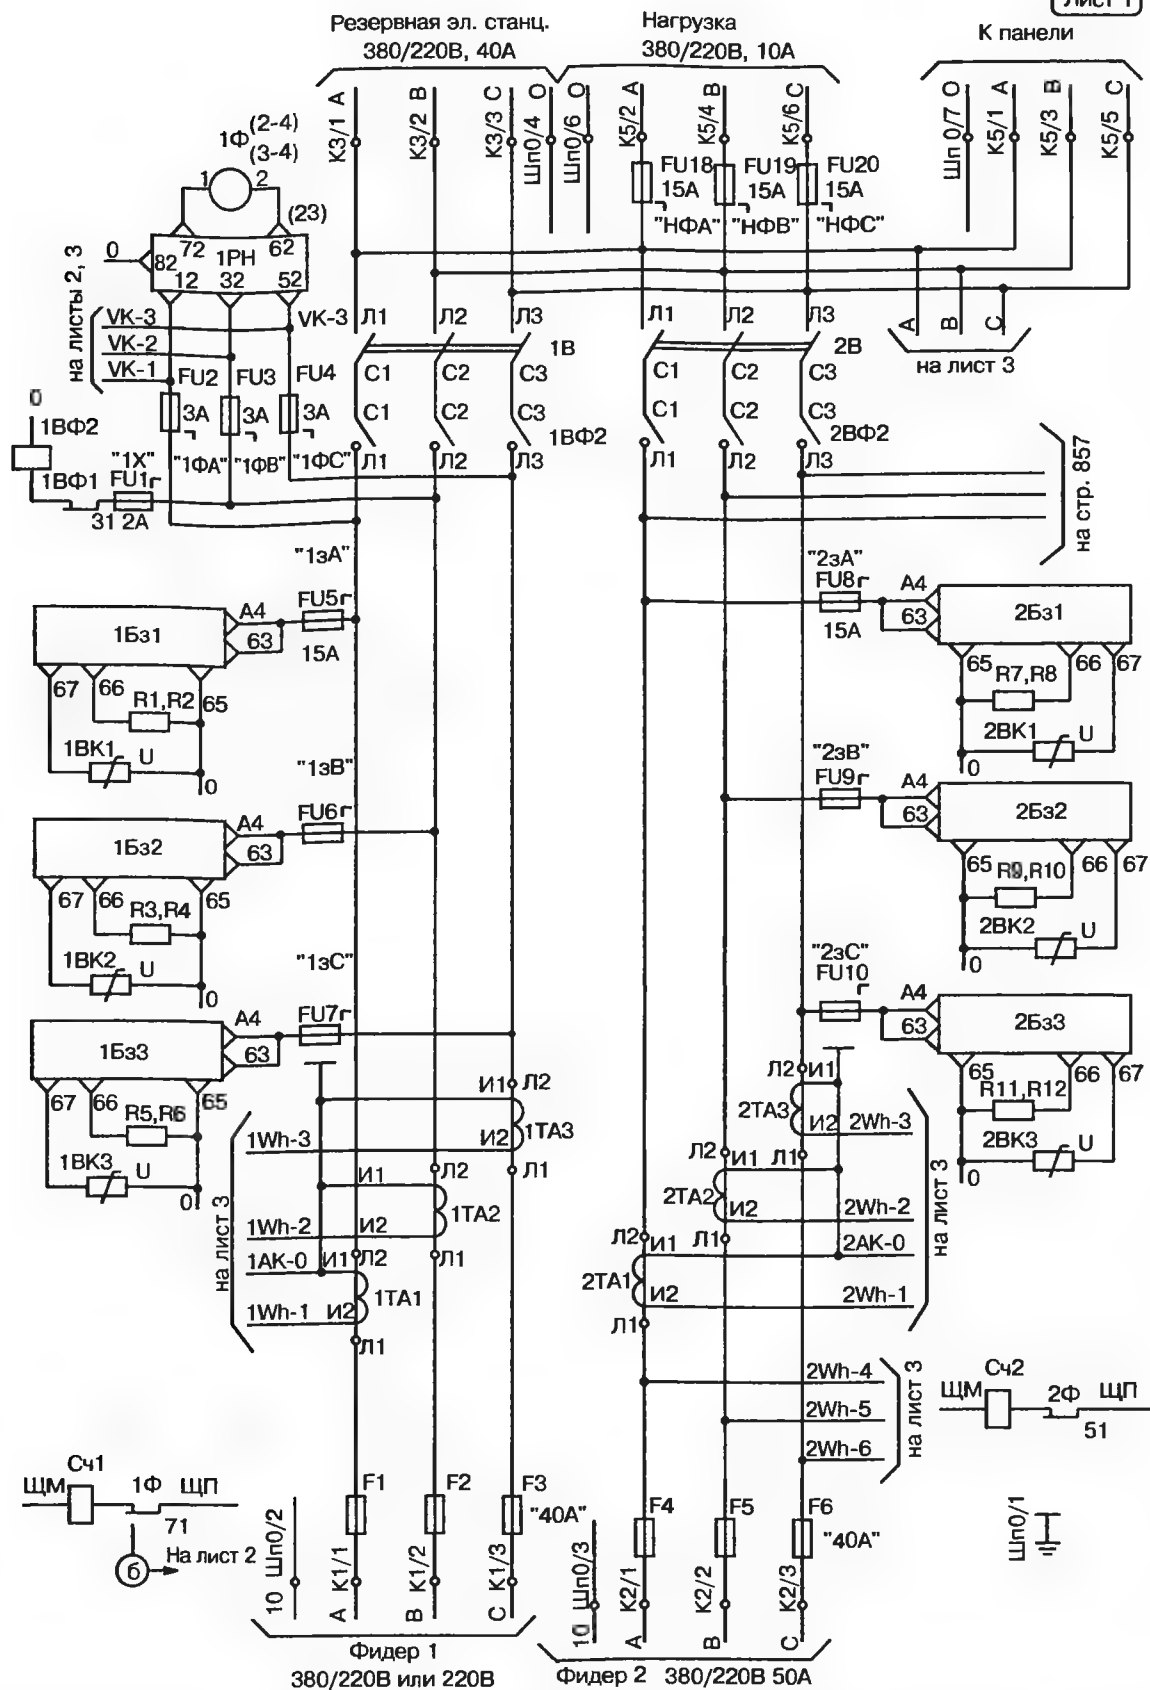 Лист 1
Резервная эл. станц.
380/220В, 40А
Нагрузка
380/220В, 10А
К панели
К3/1 А
К3/2 В
К3/3 С
Шп0/4 О
Шп0/6 О
К5/2 А
К5/4 В
К5/6 С
Шп 0/7 О
К5/1 А
К5/3 В
К5/5 С
1Ф (2-4)
(3-4)
1 2
(23)
FU18 FU19 FU20
15А 15А 15А
"НФА" "НФВ" "НФС"
0 82 72 1РН 62
12 32 52
на листы 2, 3
VK-3 VK-3
VK-2
VK-1
Л1 Л2 Л3 1В
Л1 Л2 Л3 2В
А В С
на лист 3
FU2 FU3 FU4
3А 3А 3А
"1ФА" "1ФВ" "1ФС"
С1 С2 С3
С1 С2 С3
С1 С2 С3
С1 С2 С3
1ВФ2
2ВФ2
Л1 Л2 Л3
Л1 Л2 Л3
0
1ВФ2
"1Х"
1ВФ1 FU1
31 2А
на стр. 857
"1зА"
FU5
15А
"2зА"
FU8
15А
1Бз1 А4
63
67 66 65
R1,R2
1ВК1 U
0
2Бз1 А4
63
65 66 67
R7,R8
2ВК1 U
0
"1зВ"
FU6
"2зВ"
FU9
1Бз2 А4
63
67 66 65
R3,R4
1ВК2 U
0
2Бз2 А4
63
65 66 67
R9,R10
2ВК2 U
0
"1зС"
FU7
"2зС"
FU10
1Бз3 А4
63
67 66 65
R5,R6
1ВК3 U
0
2Бз3 А4
63
65 66 67
R11,R12
2ВК3 U
0
И1 Л2
1Wh-3 И2 1ТА3
Л1
И1 Л2
1ТА2
1Wh-2 И2
1АК-0 И1 Л2 Л1
1ТА1
1Wh-1 И2
Л1
на лист 3
Л2 И1
2ТА3
И2 2Wh-3
Л2 И1 Л1
2ТА2
И2 2Wh-2
Л2 И1 Л1 2АК-0
2ТА1
И2 2Wh-1
Л1
на лист 3
2Wh-4
2Wh-5
2Wh-6
на лист 3
Сч2
ЩМ 2Ф ЩП
51
Сч1
ЩМ 1Ф ЩП
71
б На лист 2
F1 F2 F3
"40А"
F4 F5 F6
"40А"
Шп0/1
10 Шп0/2
А К1/1
В К1/2
С К1/3
10 Шп0/3
А К2/1
В К2/2
С К2/3
Фидер 1
380/220В или 220В
Фидер 2 380/220В 50А